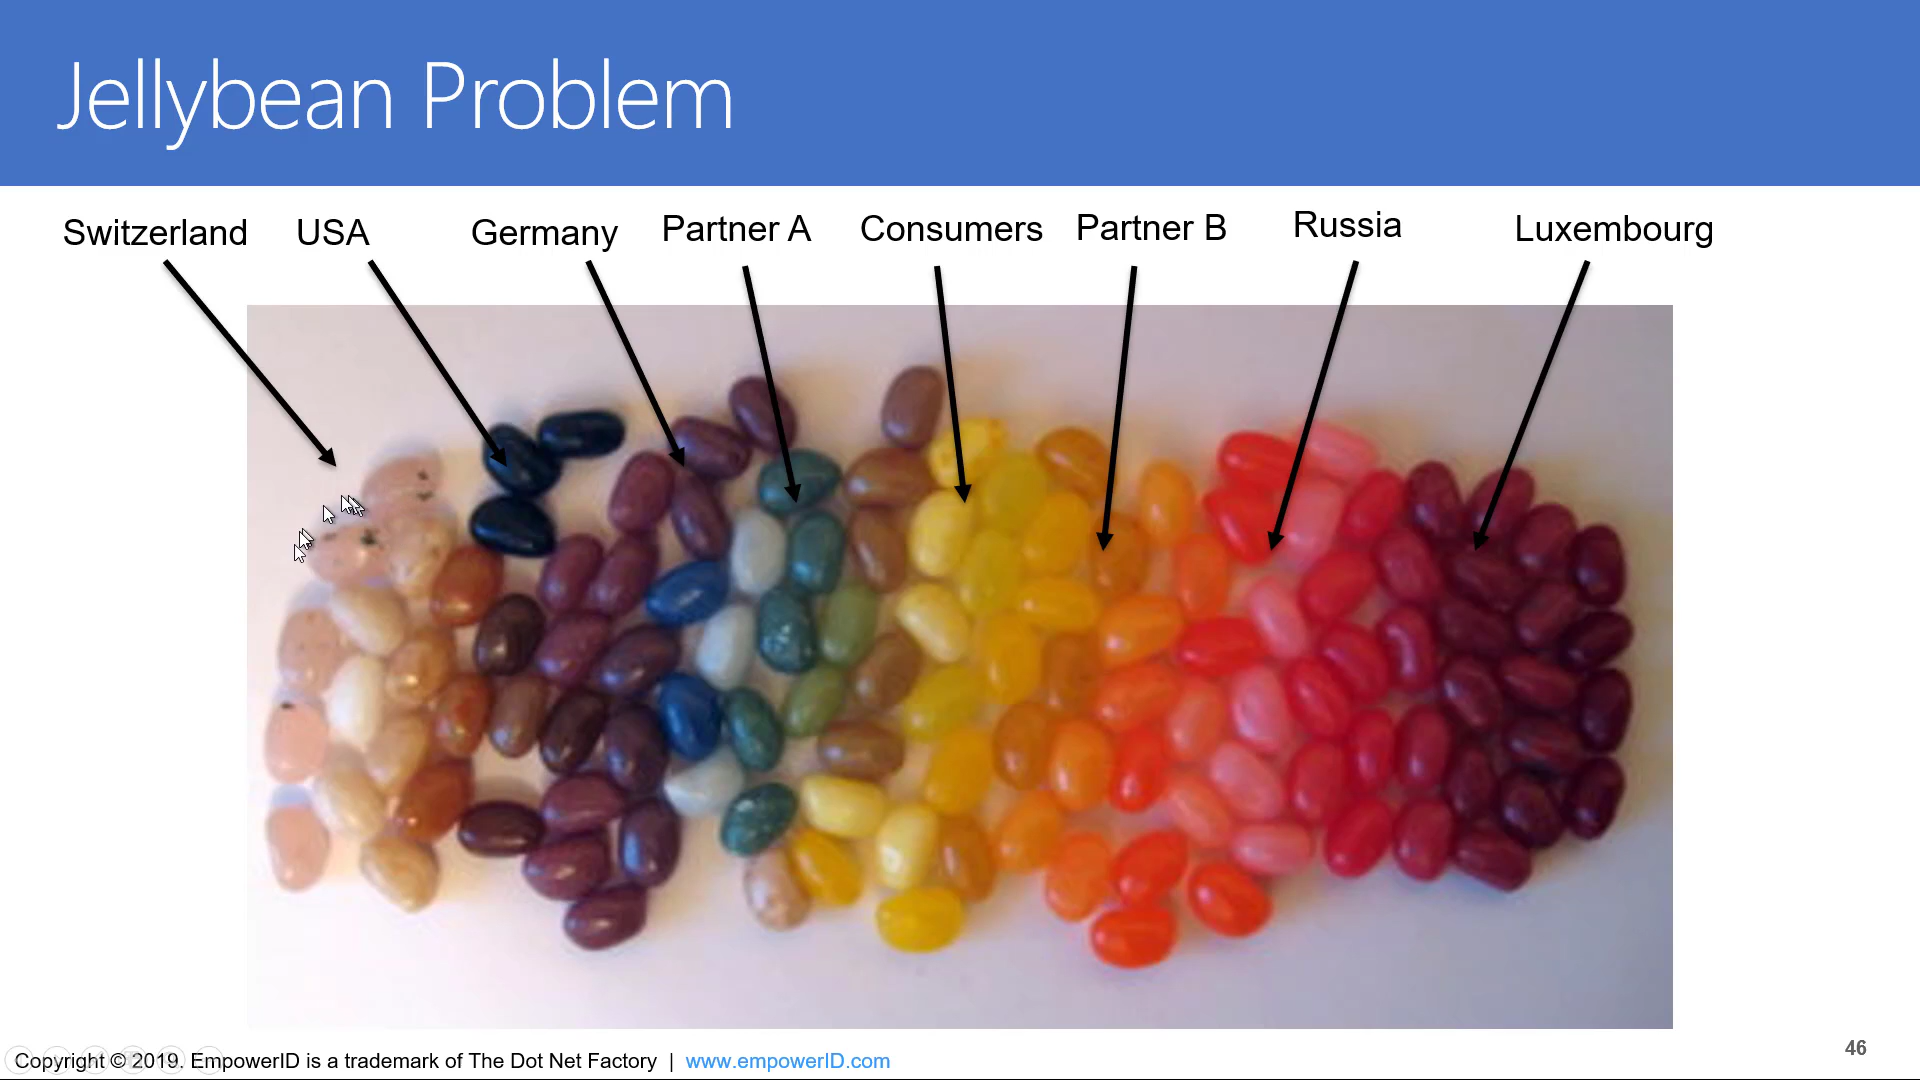 Jellybean Problem
Switzerland USA Germany Partner A Consumers Partner B Russia Luxembourg
Copyright © 2019. EmpowerID is a trademark of The Dot Net Factory | www.empowerID.com
46